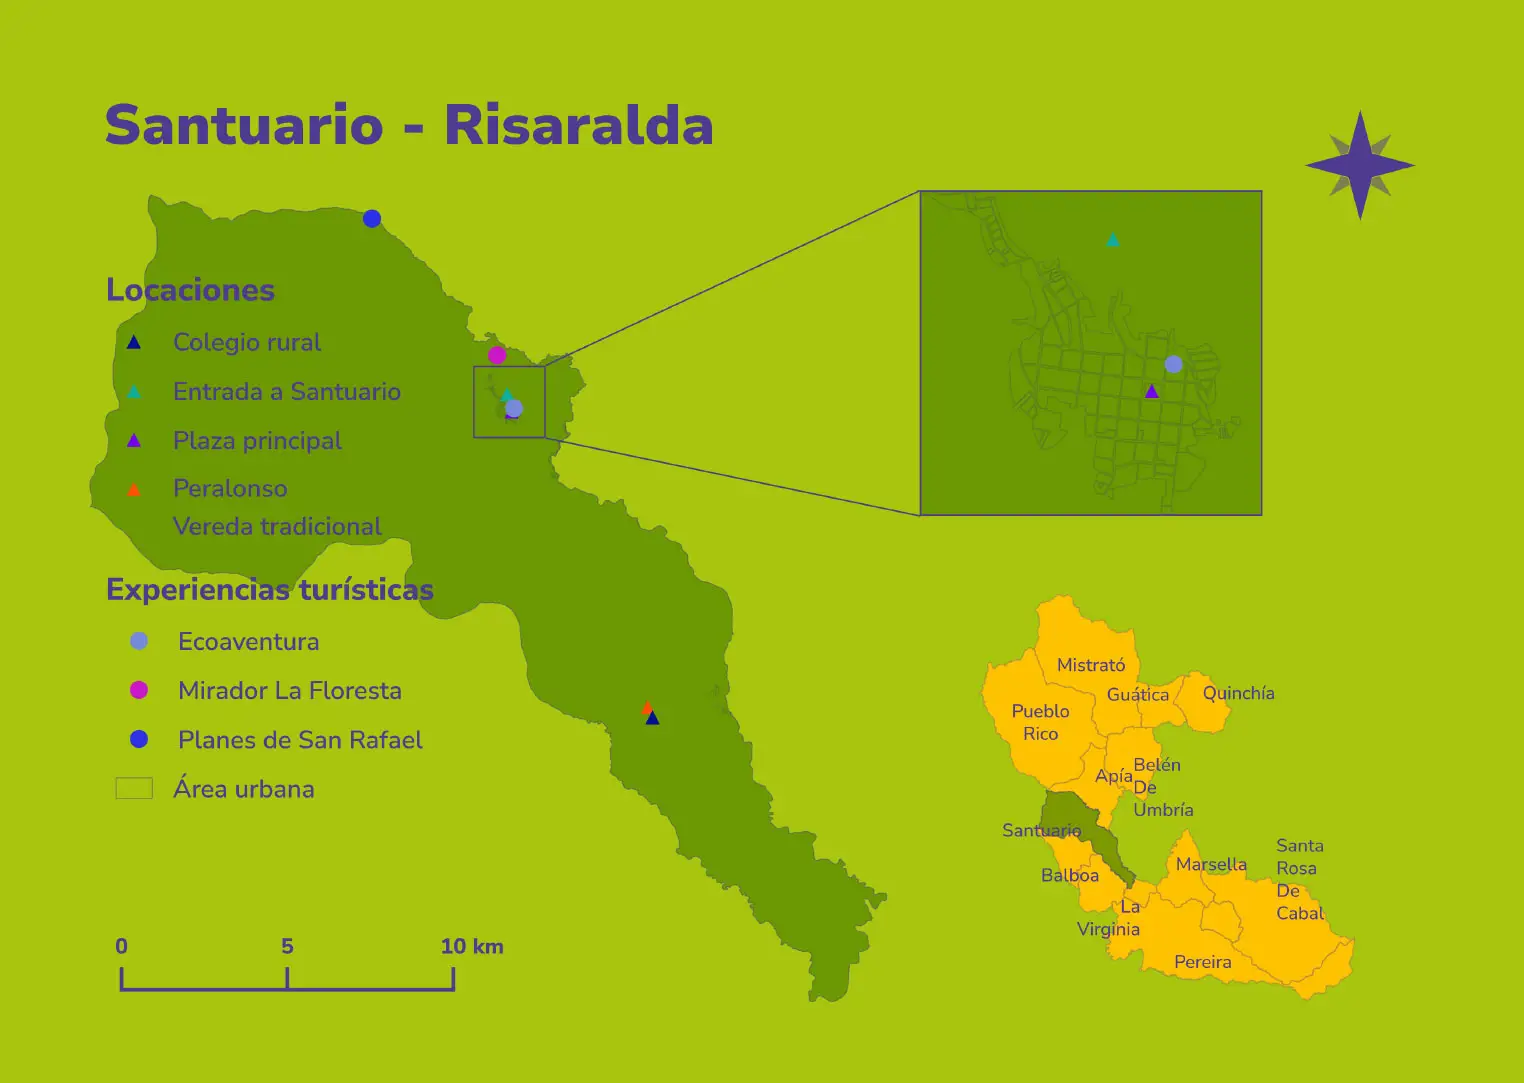 Santuario - Risaralda
Locaciones
Colegio rural
Entrada a Santuario
Plaza principal
Peralonso
Vereda tradicional
Experiencias turísticas
Ecoaventura
Mirador La Floresta
Planes de San Rafael
Área urbana
0 5 10 km
Mistrató
Guática
Quinchía
Pueblo
Rico
Apía
Belén
De
Umbría
Santuario
Balboa
La
Virginia
Marsella
Santa
Rosa
De
Cabal
Pereira